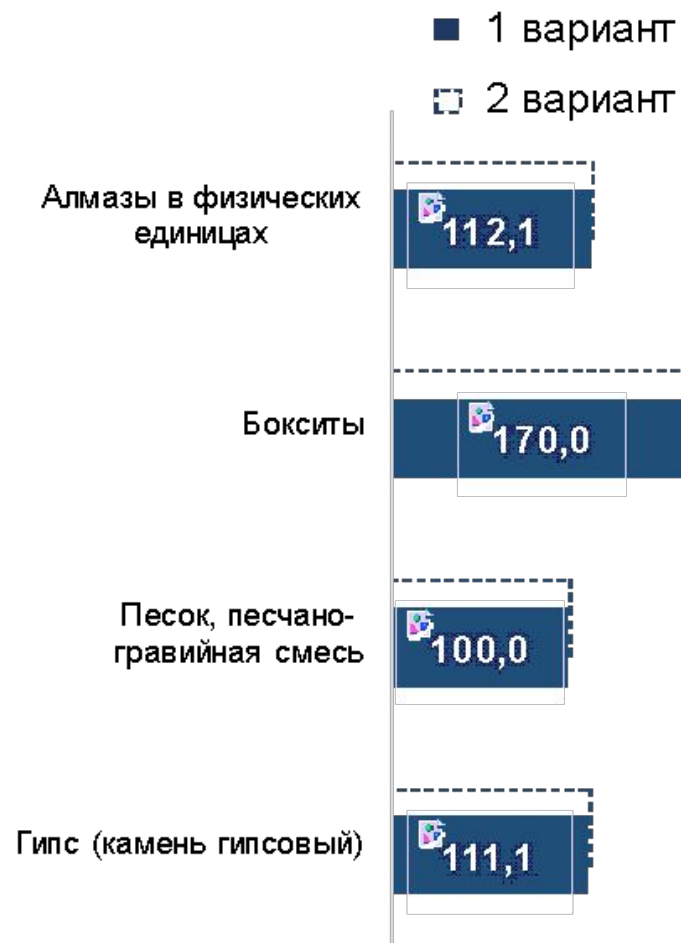 1 вариант
2 вариант
Алмазы в физических
единицах
112,1
Бокситы
170,0
Песок, песчано-
гравийная смесь
100,0
Гипс (камень гипсовый)
111,1